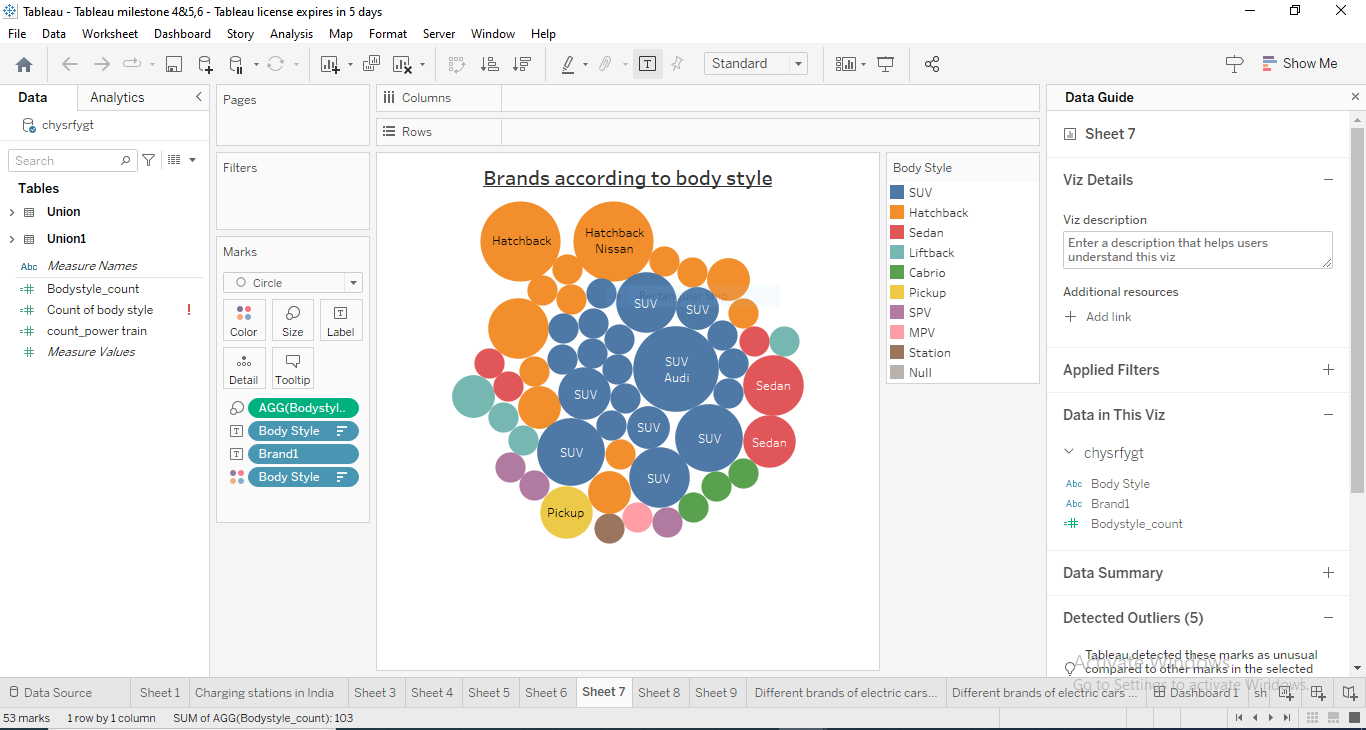 Tableau - Tableau milestone 4&5,6 - Tableau license expires in 5 days
File Data Worksheet Dashboard Story Analysis Map Format Server Window Help
Standard
Show Me
Data Analytics
chysrfygt
Search
Tables
Union
Union1
Abc Measure Names
Bodystyle_count
Count of body style !
count_power train
Measure Values
Pages
Filters
Marks
Circle
Color Size Label
Detail Tooltip
AGG(Bodystyl..
Body Style
Brand1
Body Style
Columns
Rows
Brands according to body style
Hatchback
Hatchback
Nissan
SUV
SUV
SUV
Audi
Sedan
SUV
SUV
SUV
Sedan
SUV
SUV
Pickup
Body Style
SUV
Hatchback
Sedan
Liftback
Cabrio
Pickup
SPV
MPV
Station
Null
Data Guide
Sheet 7
Viz Details
Viz description
Enter a description that helps users
understand this viz
Additional resources
Add link
Applied Filters
Data in This Viz
chysrfygt
Abc Body Style
Abc Brand1
Bodystyle_count
Data Summary
Detected Outliers (5)
Tableau detected these marks as unusual
compared to other marks in the selected
Activate Windows
Go to Settings to activate Windows.
Data Source Sheet 1 Charging stations in India Sheet 3 Sheet 4 Sheet 5 Sheet 6 Sheet 7 Sheet 8 Sheet 9 Different brands of electric cars... Different brands of electric cars ... Dashboard 1 sh
53 marks 1 row by 1 column SUM of AGG(Bodystyle_count): 103